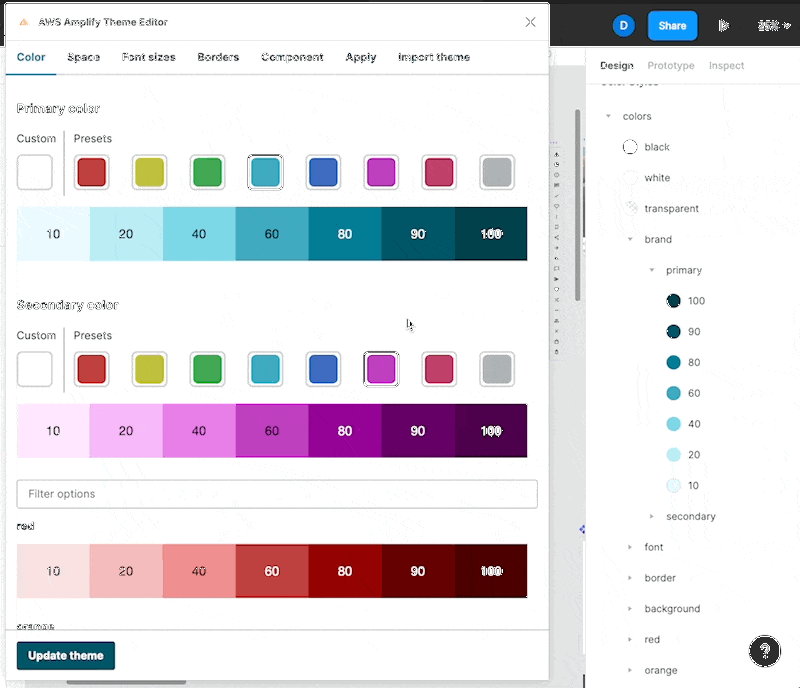 AWS Amplify Theme Editor
D
Share
Color Space Font sizes Borders Component Apply Import theme
Design Prototype Inspect
Primary color
Custom Presets
10 20 40 60 80 90 100
Secondary color
Custom Presets
10 20 40 60 80 90 100
Filter options
red
10 20 40 60 80 90 100
orange
Update theme
colors
black
white
transparent
brand
primary
100
90
80
60
40
20
10
secondary
font
border
background
red
orange
?